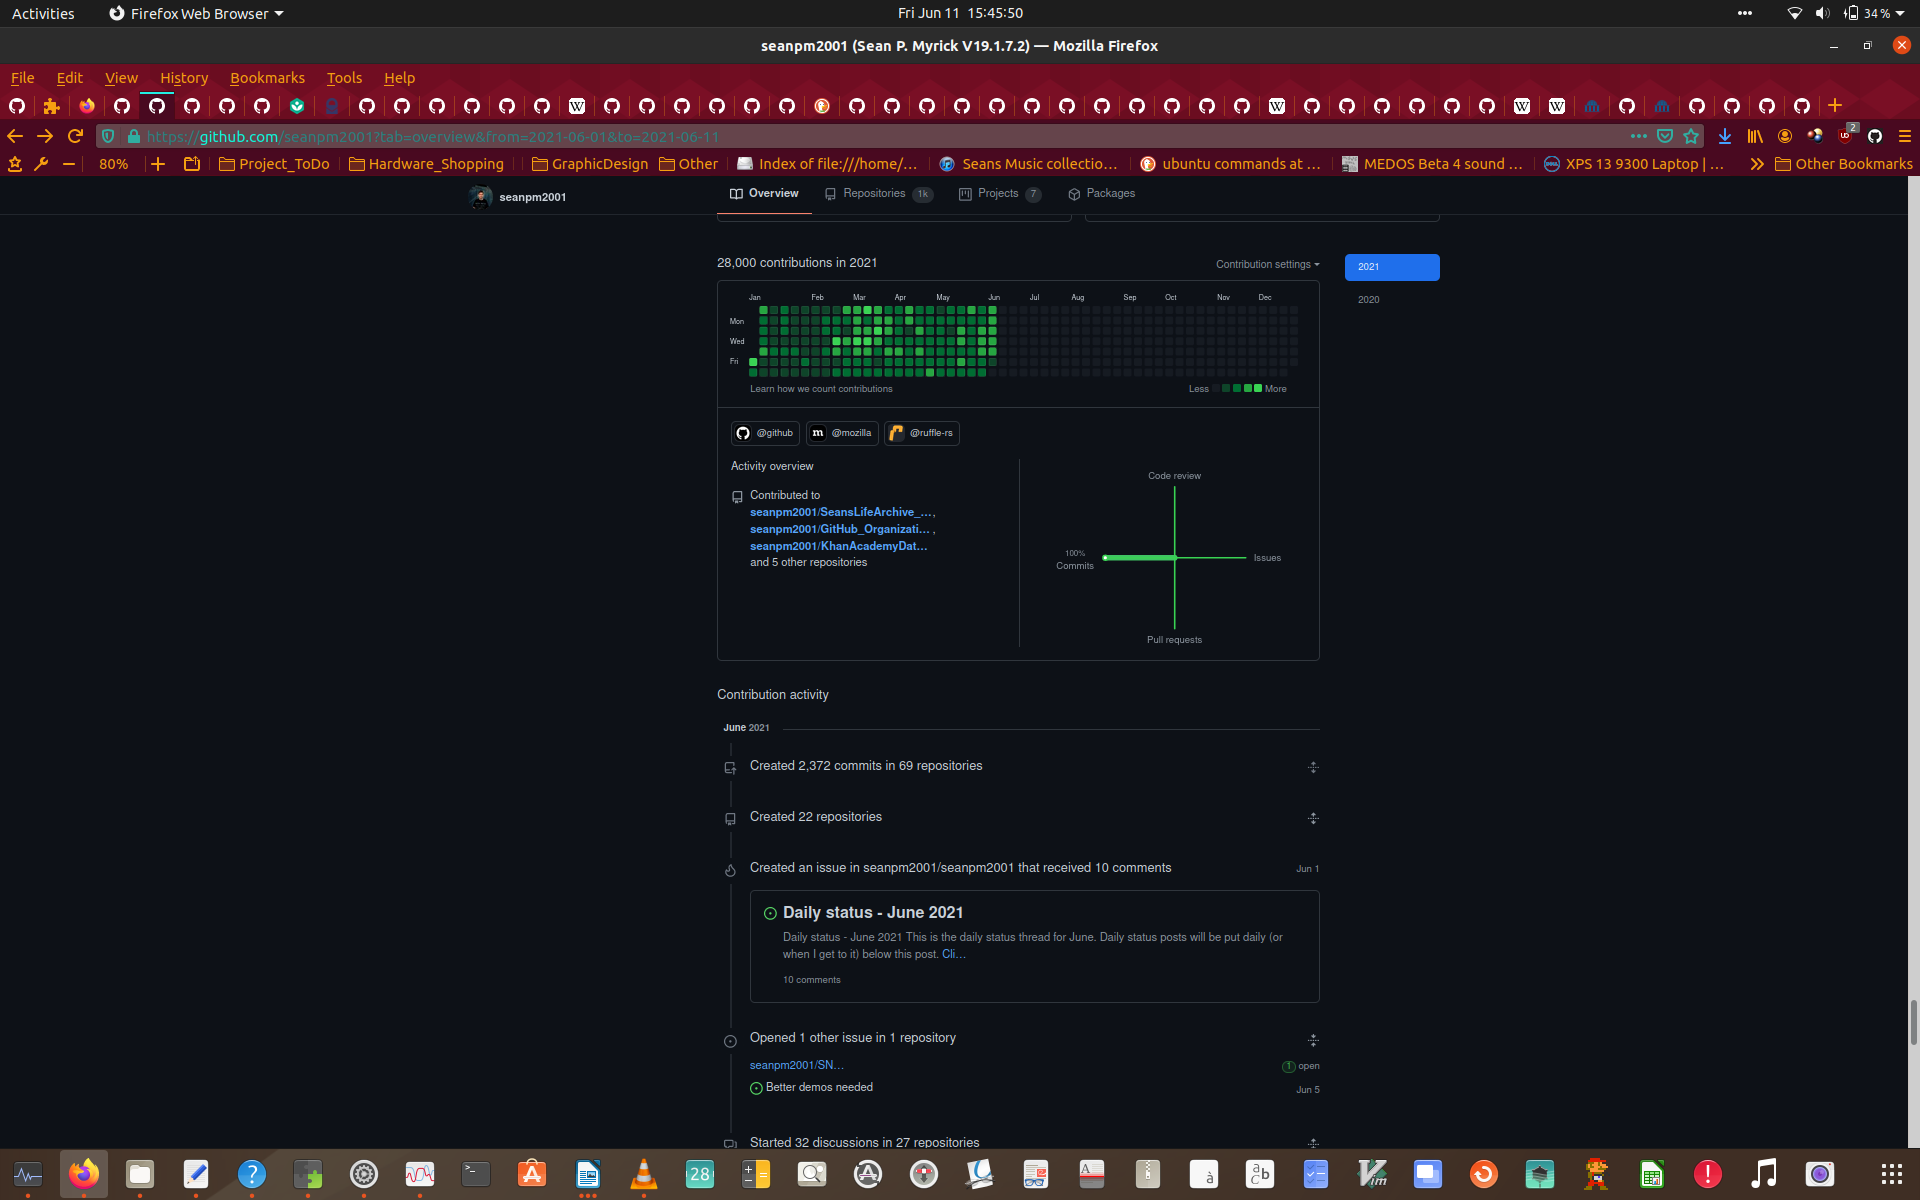 Activities
Firefox Web Browser
Fri Jun 11 15:45:50
34 %
seanpm2001 (Sean P. Myrick V19.1.7.2) — Mozilla Firefox
File Edit View History Bookmarks Tools Help
https://github.com/seanpm2001?tab=overview&from=2021-06-01&to=2021-06-11
2
80%
Project_ToDo
Hardware_Shopping
GraphicDesign
Other
Index of file:///home/...
Seans Music collectio...
ubuntu commands at ...
MEDOS Beta 4 sound ...
XPS 13 9300 Laptop | ...
Other Bookmarks
seanpm2001
Overview
Repositories 1k
Projects 7
Packages
28,000 contributions in 2021
Contribution settings
2021
2020
Jan Feb Mar Apr May Jun Jul Aug Sep Oct Nov Dec
Mon
Wed
Fri
Learn how we count contributions
Less
More
@github
@mozilla
@ruffle-rs
Activity overview
Contributed to
seanpm2001/SeansLifeArchive_... ,
seanpm2001/GitHub_Organizati... ,
seanpm2001/KhanAcademyDat...
and 5 other repositories
Code review
100%
Commits
Issues
Pull requests
Contribution activity
June 2021
Created 2,372 commits in 69 repositories
Created 22 repositories
Created an issue in seanpm2001/seanpm2001 that received 10 comments
Jun 1
Daily status - June 2021
Daily status - June 2021 This is the daily status thread for June. Daily status posts will be put daily (or
when I get to it) below this post. Cli...
10 comments
Opened 1 other issue in 1 repository
seanpm2001/SN...
1 open
Better demos needed
Jun 5
Started 32 discussions in 27 repositories
28